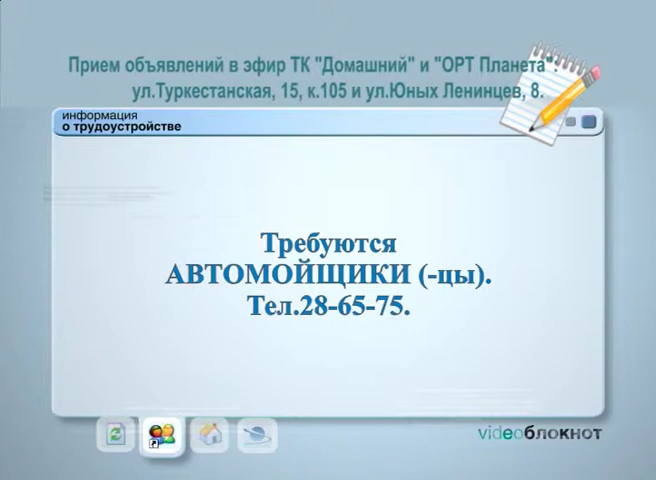 Прием объявлений в эфир ТК "Домашний" и "ОРТ Планета":
ул.Туркестанская, 15, к.105 и ул.Юных Ленинцев, 8.
информация
о трудоустройстве
Требуются
АВТОМОЙЩИКИ (-цы).
Тел.28-65-75.
videoблокнот